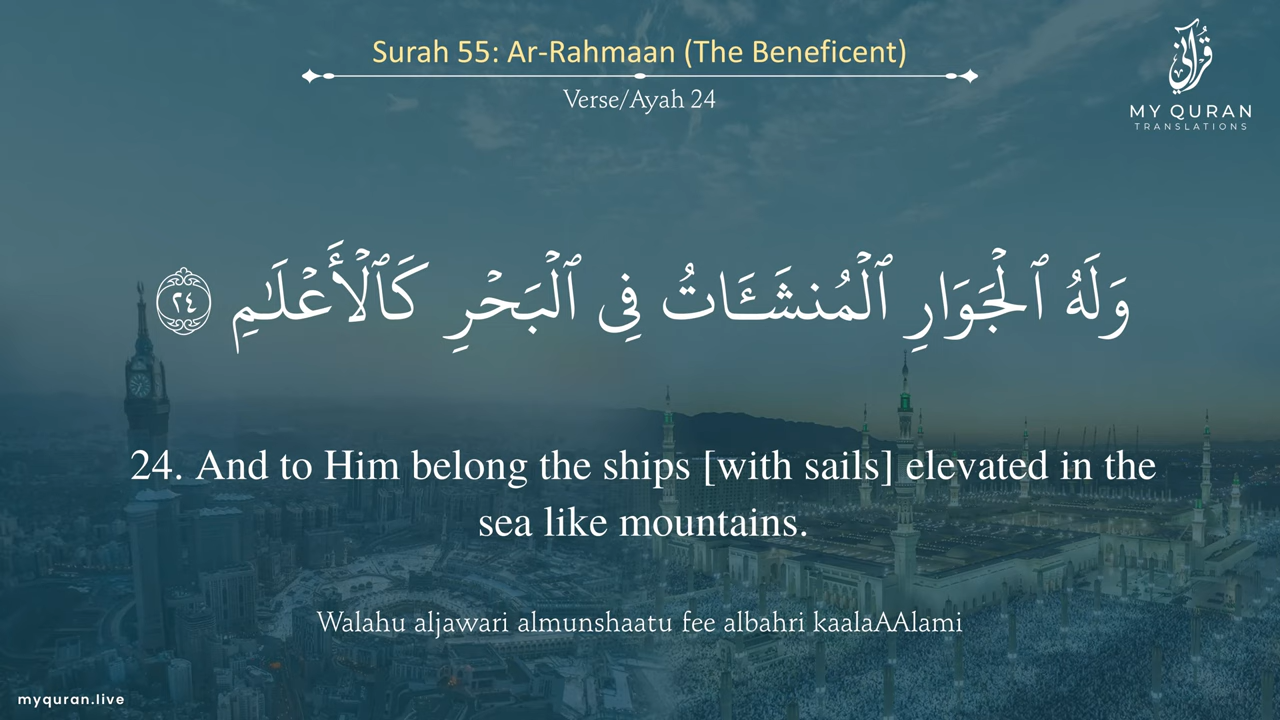 Surah 55: Ar-Rahmaan (The Beneficent)
Verse/Ayah 24
قُرْآنِي
MY QURAN
TRANSLATIONS
وَلَهُ ٱلْجَوَارِ ٱلْمُنشَـَٔاتُ فِى ٱلْبَحْرِ كَٱلْأَعْلَـٰمِ ٢٤
24. And to Him belong the ships [with sails] elevated in the
sea like mountains.
Walahu aljawari almunshaatu fee albahri kaalaAAlami
myquran.live